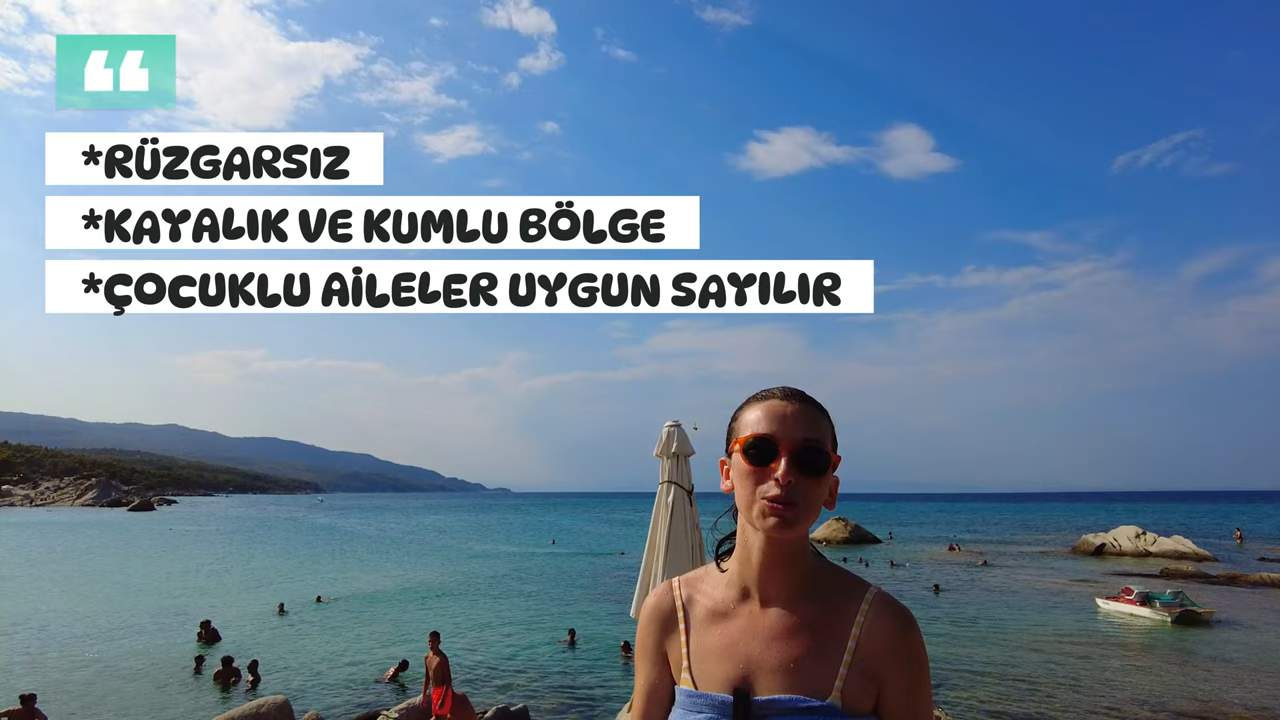 “
*RÜZGARSIZ
*KAYALIK VE KUMLU BÖLGE
*ÇOCUKLU AİLELER UYGUN SAYILIR